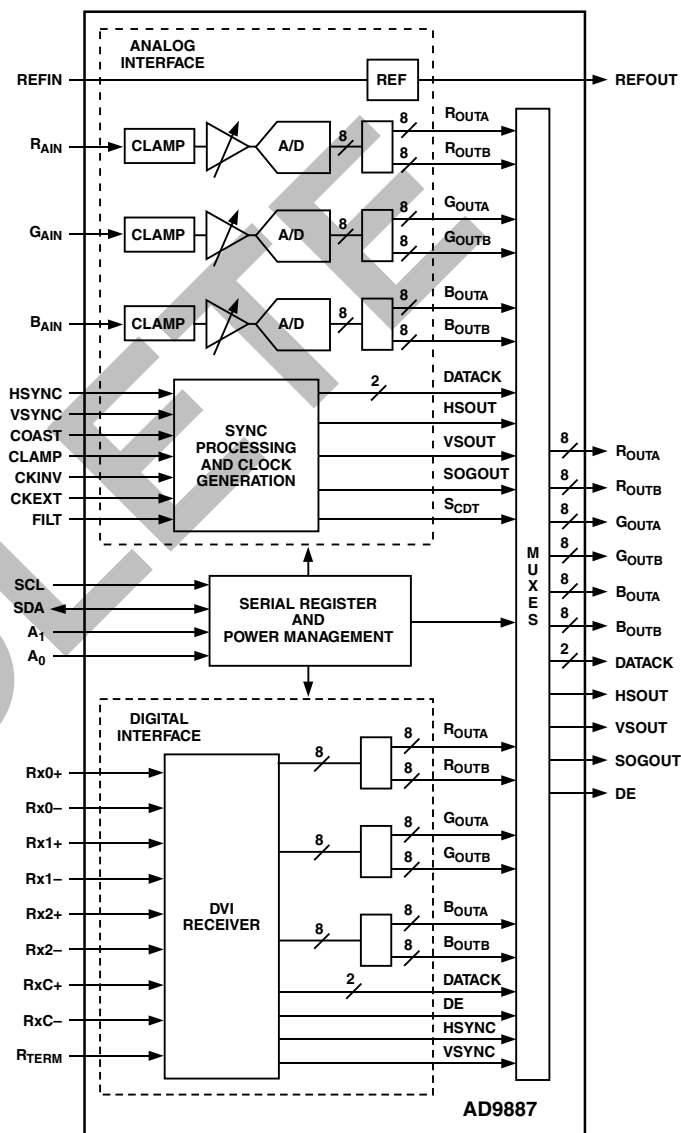 ANALOG
INTERFACE
REFIN
REF
REFOUT
RAIN
CLAMP
A/D
8
8
ROUTA
8
ROUTB
GAIN
CLAMP
A/D
8
8
GOUTA
8
GOUTB
BAIN
CLAMP
A/D
8
8
BOUTA
8
BOUTB
HSYNC
VSYNC
COAST
CLAMP
CKINV
CKEXT
FILT
SYNC
PROCESSING
AND CLOCK
GENERATION
2
DATACK
HSOUT
VSOUT
SOGOUT
SCDT
SCL
SDA
A1
A0
SERIAL REGISTER
AND
POWER MANAGEMENT
MUXES
8
ROUTA
8
ROUTB
8
GOUTA
8
GOUTB
8
BOUTA
8
BOUTB
2
DATACK
HSOUT
VSOUT
SOGOUT
DE
DIGITAL
INTERFACE
Rx0+
Rx0–
Rx1+
Rx1–
Rx2+
Rx2–
RxC+
RxC–
RTERM
DVI
RECEIVER
8
8
ROUTA
8
ROUTB
8
8
GOUTA
8
GOUTB
8
8
BOUTA
8
BOUTB
2
DATACK
DE
HSYNC
VSYNC
AD9887
OLETE